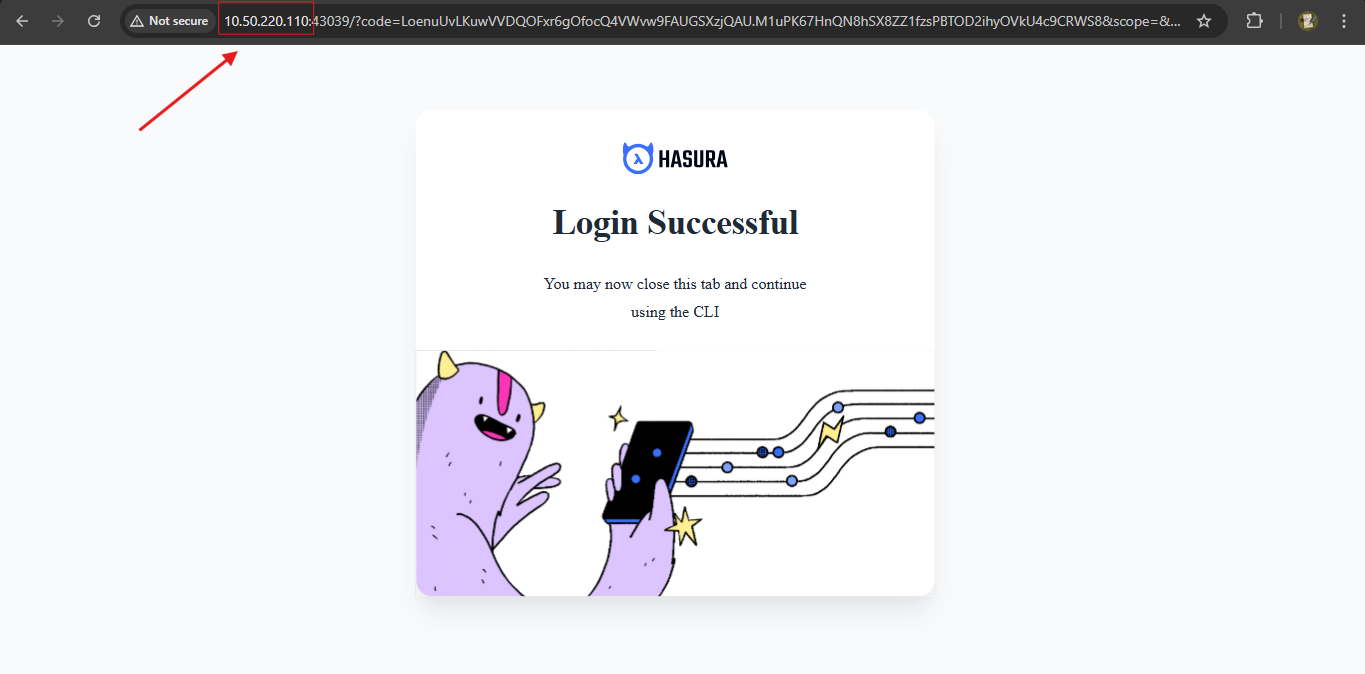 Not secure 10.50.220.110:43039/?code=LoenuUvLKuwVVDQOFxr6gOfocQ4VWvw9FAUGSXzjQAU.M1uPK67HnQN8hSX8ZZ1fzsPBTOD2ihyOVkU4c9CRWS8&scope=&...
HASURA
Login Successful
You may now close this tab and continue
using the CLI